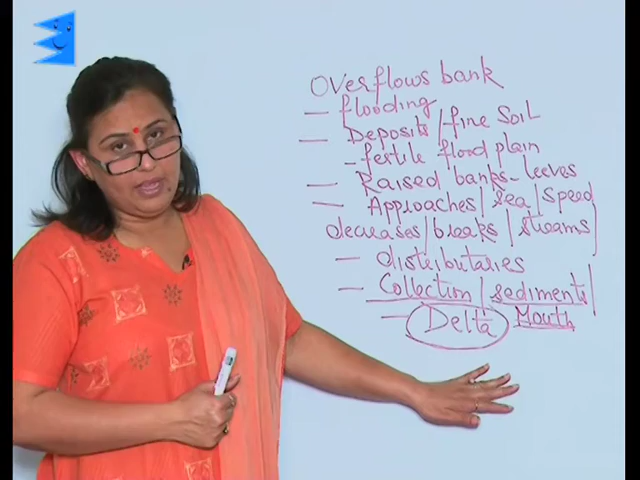 Overflows bank
- flooding
- Deposits / fine Soil
- fertile flood plain
- Raised banks - leeves
- Approaches / sea / speed
decreases / breaks / streams /
- distributaries
- Collection / sediments /
- Delta Mouth